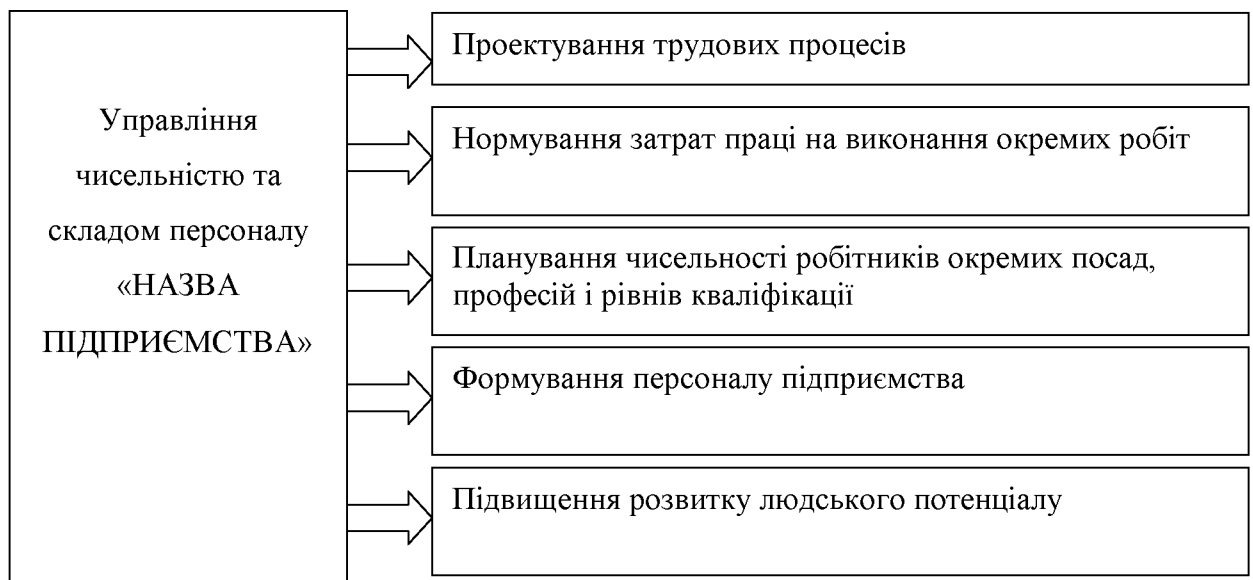 Управління
чисельністю та
складом персоналу
«НАЗВА
ПІДПРИЄМСТВА»
Проектування трудових процесів
Нормування затрат праці на виконання окремих робіт
Планування чисельності робітників окремих посад,
професій і рівнів кваліфікації
Формування персоналу підприємства
Підвищення розвитку людського потенціалу